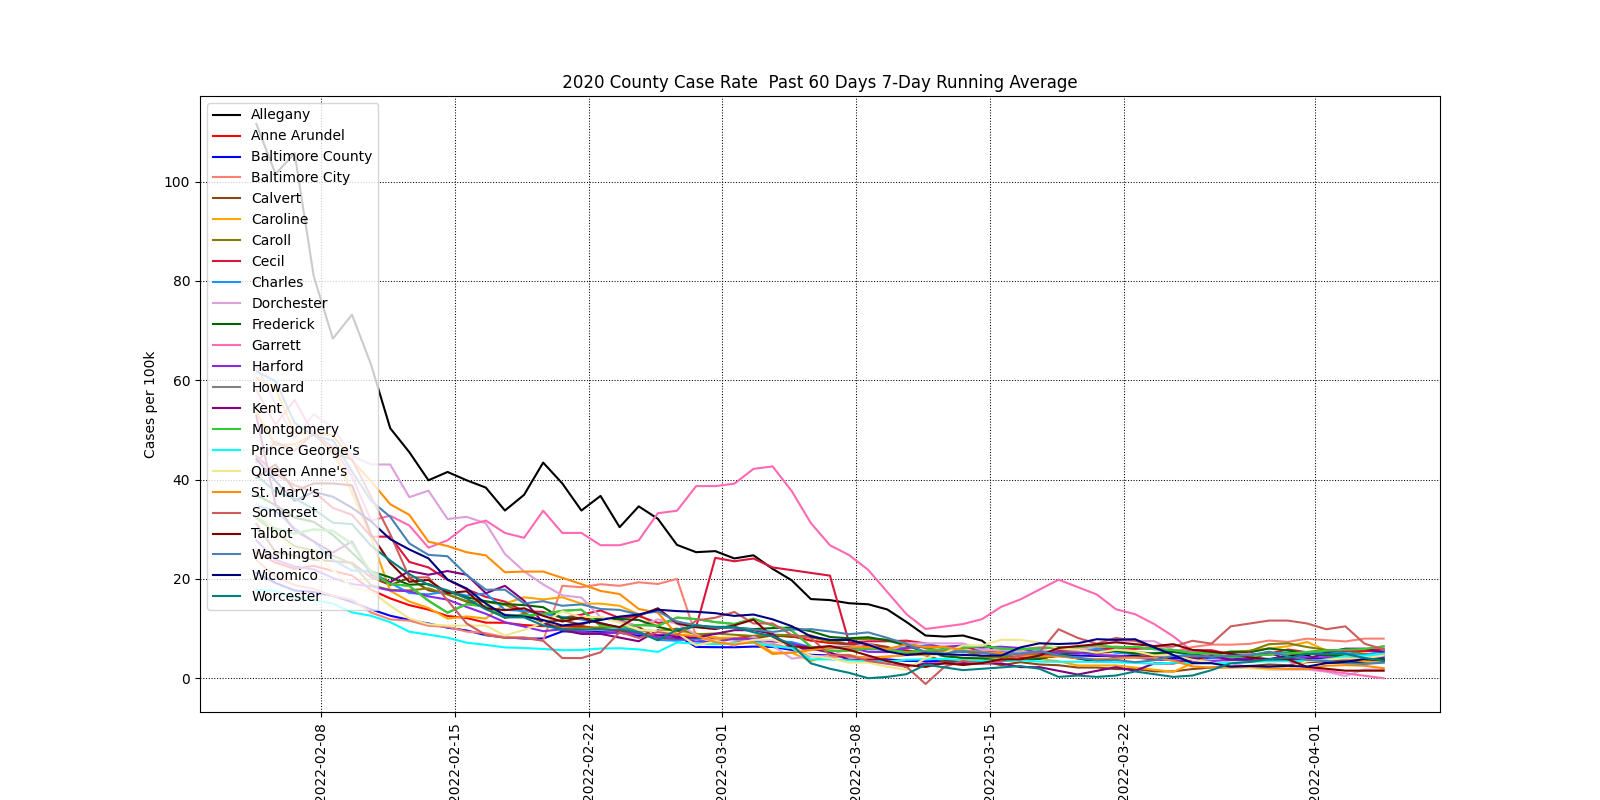 2020 County Case Rate  Past 60 Days 7-Day Running Average
Cases per 100k
100
80
60
40
20
0
Allegany
Anne Arundel
Baltimore County
Baltimore City
Calvert
Caroline
Caroll
Cecil
Charles
Dorchester
Frederick
Garrett
Harford
Howard
Kent
Montgomery
Prince George's
Queen Anne's
St. Mary's
Somerset
Talbot
Washington
Wicomico
Worcester
2022-02-08
2022-02-15
2022-02-22
2022-03-01
2022-03-08
2022-03-15
2022-03-22
2022-04-01